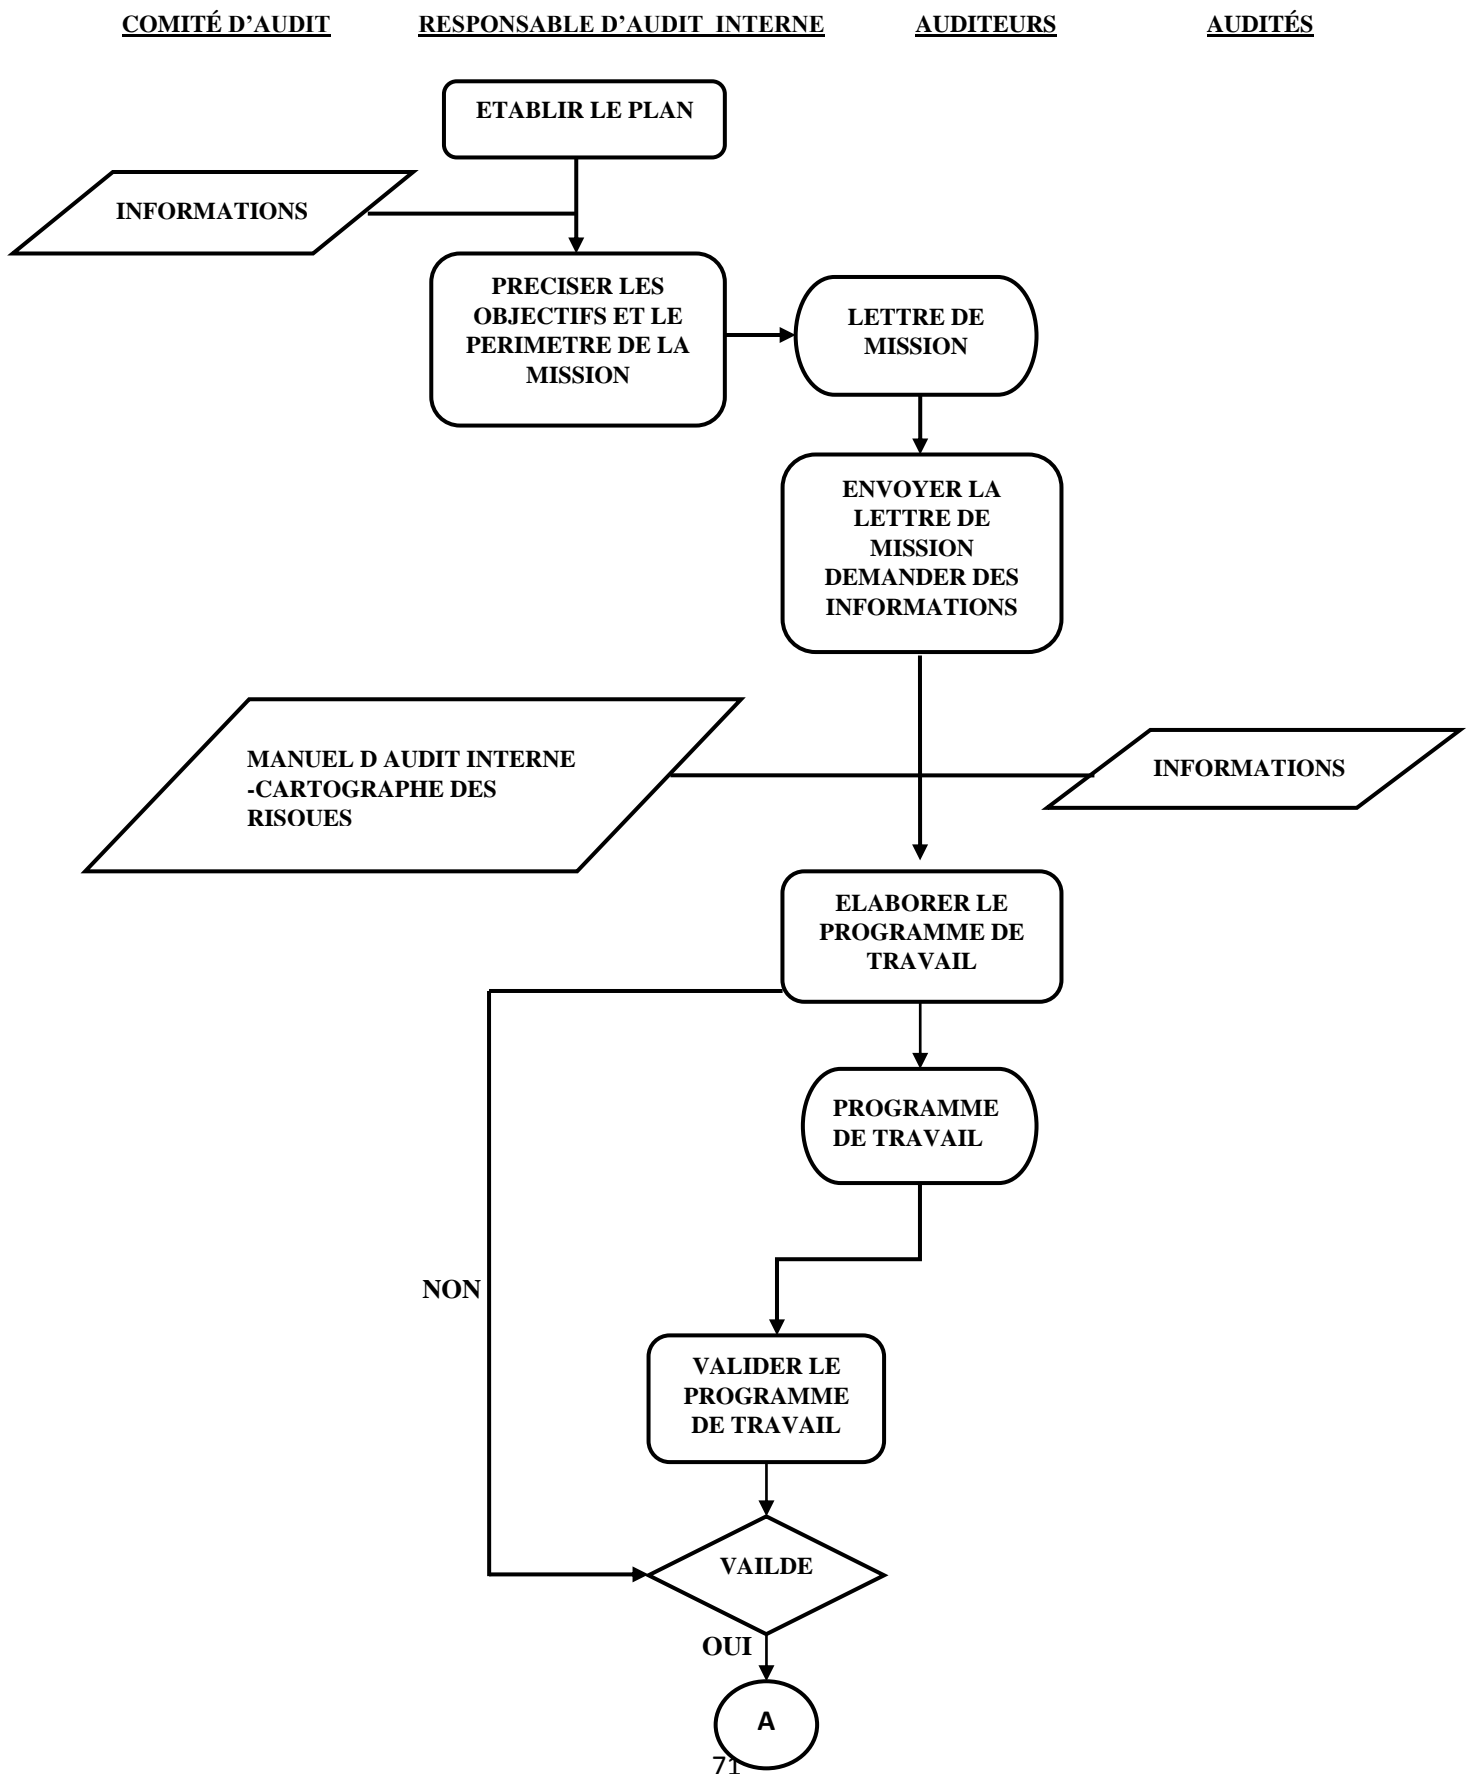 COMITÉ D'AUDIT RESPONSABLE D'AUDIT INTERNE AUDITEURS AUDITÉS
ETABLIR LE PLAN
INFORMATIONS
PRECISER LES
OBJECTIFS ET LE
PERIMETRE DE LA
MISSION
LETTRE DE
MISSION
ENVOYER LA
LETTRE DE
MISSION
DEMANDER DES
INFORMATIONS
MANUEL D AUDIT INTERNE
-CARTOGRAPHE DES
RISOUES
INFORMATIONS
ELABORER LE
PROGRAMME DE
TRAVAIL
PROGRAMME
DE TRAVAIL
NON
VALIDER LE
PROGRAMME
DE TRAVAIL
VAILDE
OUI
A
71